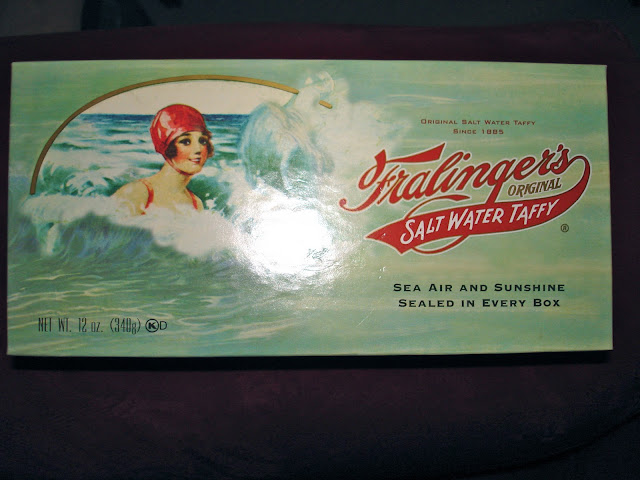 Original Salt Water Taffy
Since 1885
Fralinger's
ORIGINAL
SALT WATER TAFFY ®
Sea Air and Sunshine
Sealed in Every Box
NET WT. 12 oz. (340g) Ⓚ D